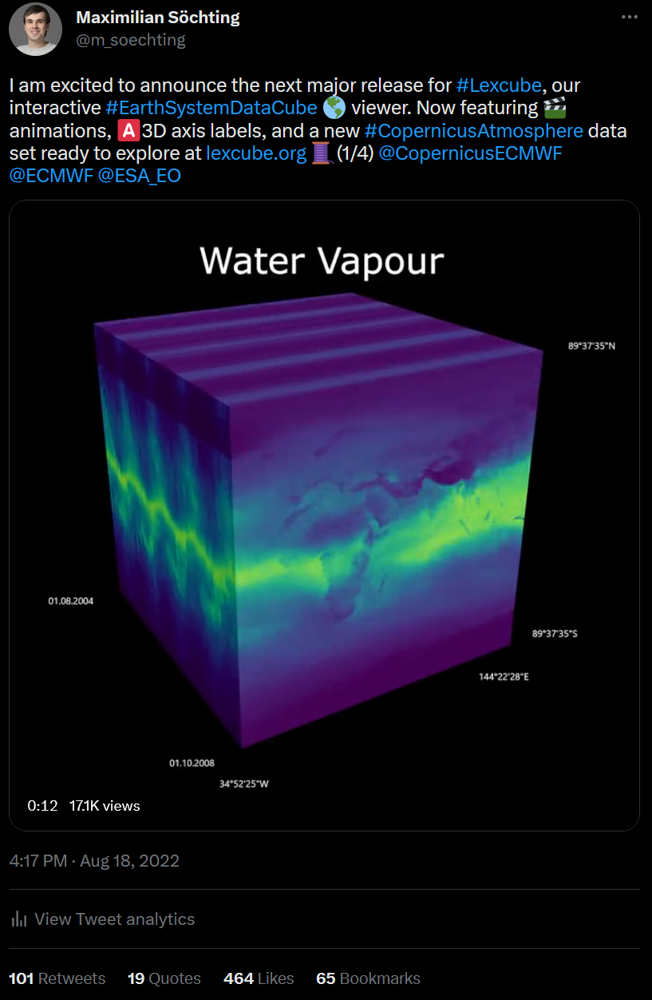 Maximilian Söchting
@m_soechting
I am excited to announce the next major release for #Lexcube, our
interactive #EarthSystemDataCube 🌎 viewer. Now featuring 🎬
animations, 🅰️3D axis labels, and a new #CopernicusAtmosphere data
set ready to explore at lexcube.org 🧵 (1/4) @CopernicusECMWF
@ECMWF @ESA_EO
Water Vapour
89°37'35"N
01.08.2004
89°37'35"S
144°22'28"E
01.10.2008
34°52'25"W
0:12 17.1K views
4:17 PM · Aug 18, 2022
View Tweet analytics
101 Retweets 19 Quotes 464 Likes 65 Bookmarks